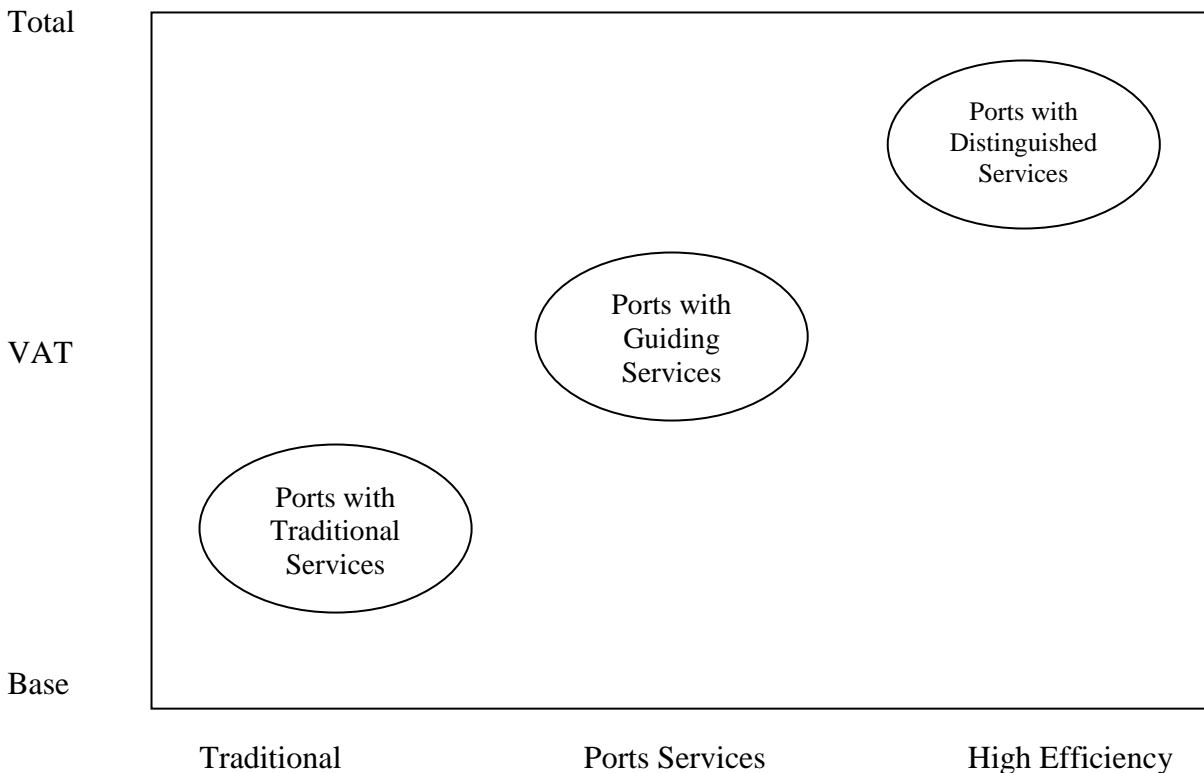 Total
Ports with
Distinguished
Services
Ports with
Guiding
Services
VAT
Ports with
Traditional
Services
Base
Traditional
Ports Services
High Efficiency